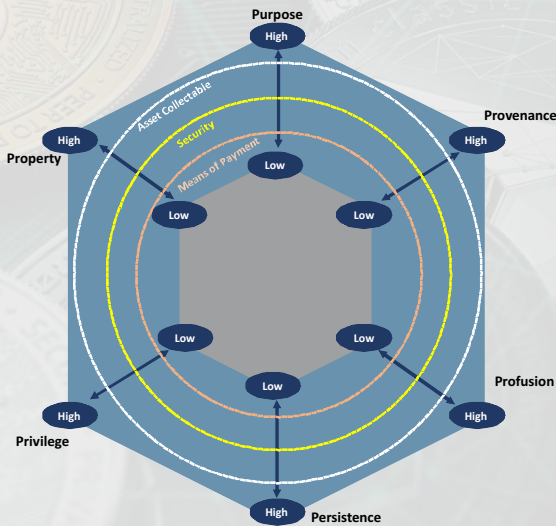 Purpose
High
Asset Collectable
Provenance
High
High
Security
Property
Means of Payment
Low
Low
Low
Low
Low
Low
Profusion
High
High
Privilege
High
Persistence